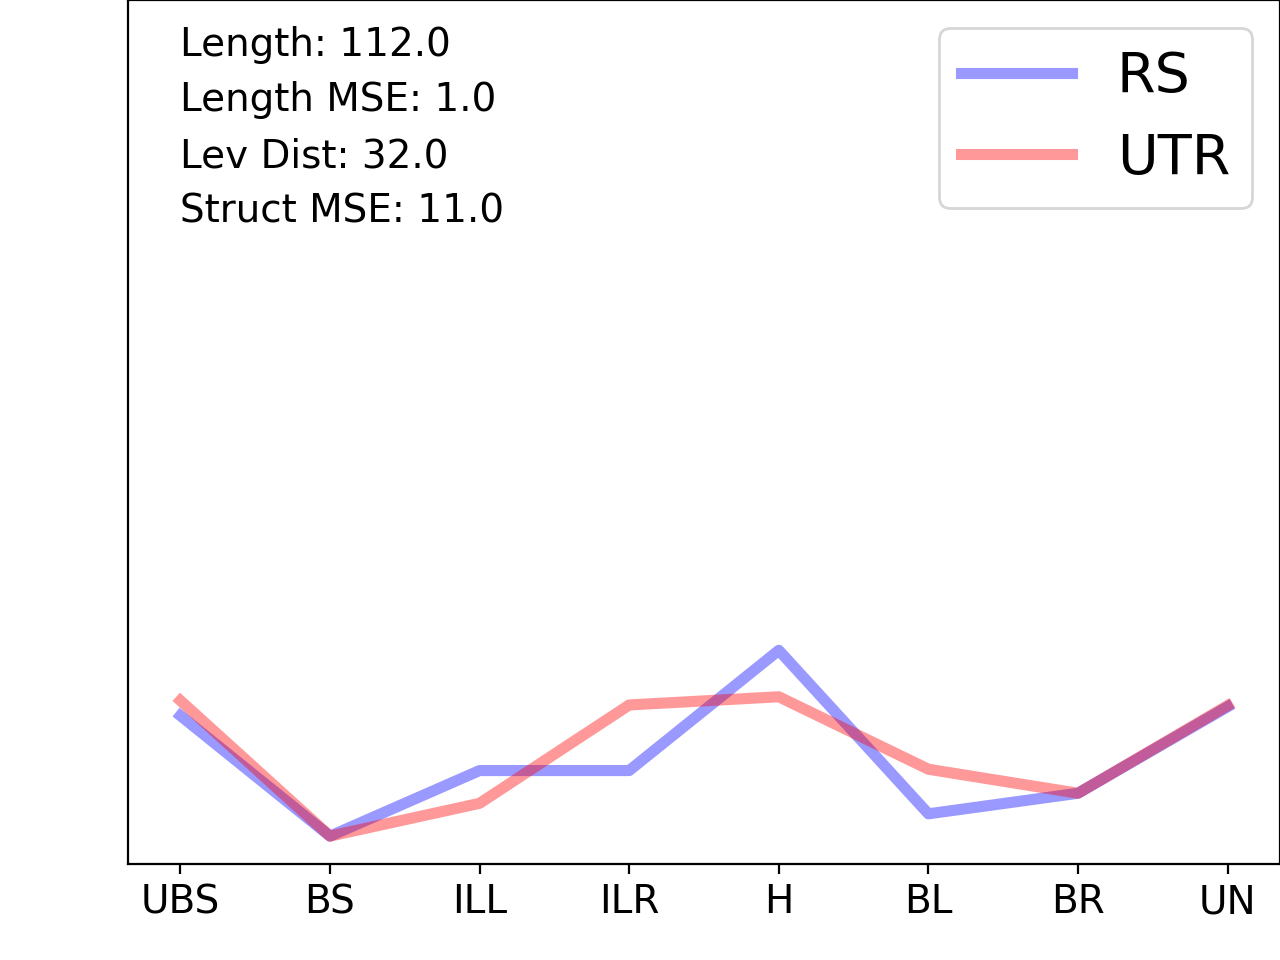 Length: 112.0
Length MSE: 1.0
Lev Dist: 32.0
Struct MSE: 11.0
RS
UTR
UBS BS ILL ILR H BL BR UN